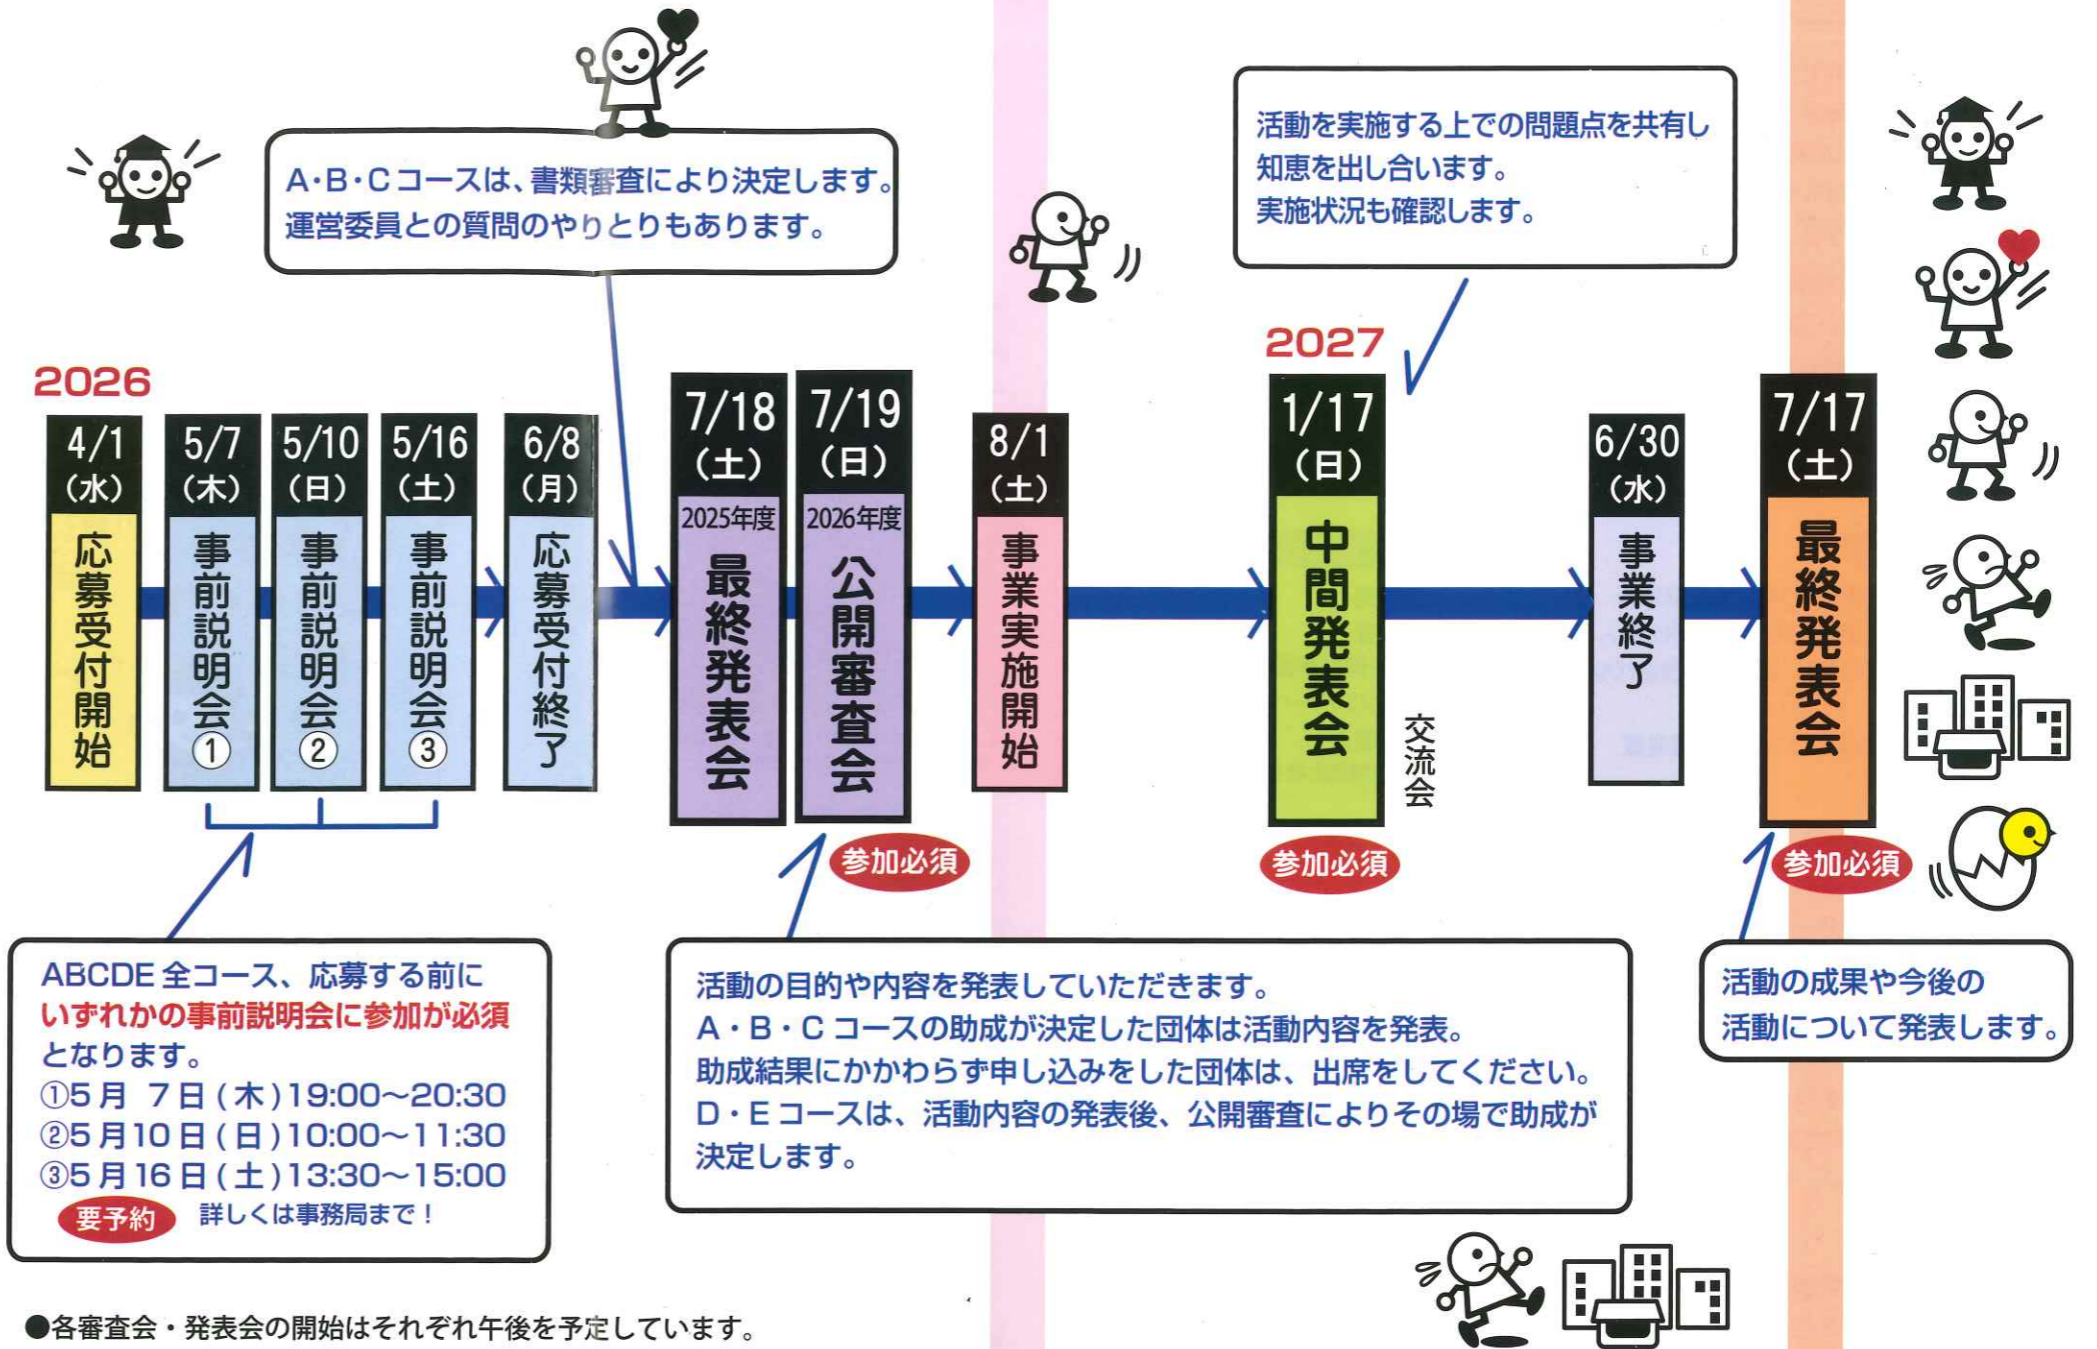 A・B・Cコースは、書類審査により決定します。
運営委員との質問のやりとりもあります。
活動を実施する上での問題点を共有し
知恵を出し合います。
実施状況も確認します。
2026
4/1
(水)
応募受付開始
5/7
(木)
事前説明会①
5/10
(日)
事前説明会②
5/16
(土)
事前説明会③
6/8
(月)
応募受付終了
7/18
(土)
2025年度
最終発表会
7/19
(日)
2026年度
公開審査会
参加必須
8/1
(土)
事業実施開始
2027
1/17
(日)
中間発表会
参加必須
交流会
6/30
(水)
事業終了
7/17
(土)
最終発表会
参加必須
ABCDE 全コース、応募する前に
いずれかの事前説明会に参加が必須
となります。
①5月 7日(木)19:00〜20:30
②5月10日(日)10:00〜11:30
③5月16日(土)13:30〜15:00
要予約 詳しくは事務局まで!
活動の目的や内容を発表していただきます。
A・B・Cコースの助成が決定した団体は活動内容を発表。
助成結果にかかわらず申し込みをした団体は、出席をしてください。
D・Eコースは、活動内容の発表後、公開審査によりその場で助成が
決定します。
活動の成果や今後の
活動について発表します。
●各審査会・発表会の開始はそれぞれ午後を予定しています。